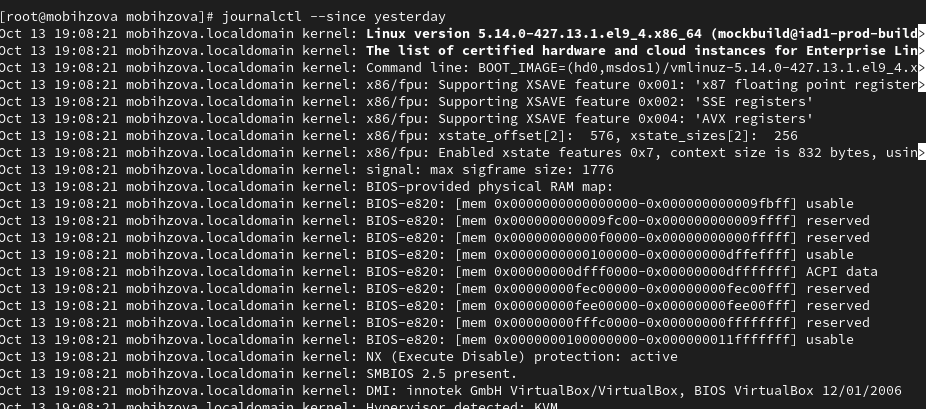 [root@mobihzova mobihzova]# journalctl --since yesterday
Oct 13 19:08:21 mobihzova.localdomain kernel: Linux version 5.14.0-427.13.1.el9_4.x86_64 (mockbuild@iad1-prod-build>
Oct 13 19:08:21 mobihzova.localdomain kernel: The list of certified hardware and cloud instances for Enterprise Lin>
Oct 13 19:08:21 mobihzova.localdomain kernel: Command line: BOOT_IMAGE=(hd0,msdos1)/vmlinuz-5.14.0-427.13.1.el9_4.x>
Oct 13 19:08:21 mobihzova.localdomain kernel: x86/fpu: Supporting XSAVE feature 0x001: 'x87 floating point register>
Oct 13 19:08:21 mobihzova.localdomain kernel: x86/fpu: Supporting XSAVE feature 0x002: 'SSE registers'
Oct 13 19:08:21 mobihzova.localdomain kernel: x86/fpu: Supporting XSAVE feature 0x004: 'AVX registers'
Oct 13 19:08:21 mobihzova.localdomain kernel: x86/fpu: xstate_offset[2]:  576, xstate_sizes[2]:  256
Oct 13 19:08:21 mobihzova.localdomain kernel: x86/fpu: Enabled xstate features 0x7, context size is 832 bytes, usin>
Oct 13 19:08:21 mobihzova.localdomain kernel: signal: max sigframe size: 1776
Oct 13 19:08:21 mobihzova.localdomain kernel: BIOS-provided physical RAM map:
Oct 13 19:08:21 mobihzova.localdomain kernel: BIOS-e820: [mem 0x0000000000000000-0x000000000009fbff] usable
Oct 13 19:08:21 mobihzova.localdomain kernel: BIOS-e820: [mem 0x000000000009fc00-0x000000000009ffff] reserved
Oct 13 19:08:21 mobihzova.localdomain kernel: BIOS-e820: [mem 0x00000000000f0000-0x00000000000fffff] reserved
Oct 13 19:08:21 mobihzova.localdomain kernel: BIOS-e820: [mem 0x0000000000100000-0x00000000dffeffff] usable
Oct 13 19:08:21 mobihzova.localdomain kernel: BIOS-e820: [mem 0x00000000dfff0000-0x00000000dfffffff] ACPI data
Oct 13 19:08:21 mobihzova.localdomain kernel: BIOS-e820: [mem 0x00000000fec00000-0x00000000fec00fff] reserved
Oct 13 19:08:21 mobihzova.localdomain kernel: BIOS-e820: [mem 0x00000000fee00000-0x00000000fee00fff] reserved
Oct 13 19:08:21 mobihzova.localdomain kernel: BIOS-e820: [mem 0x00000000fffc0000-0x00000000ffffffff] reserved
Oct 13 19:08:21 mobihzova.localdomain kernel: BIOS-e820: [mem 0x0000000100000000-0x000000011fffffff] usable
Oct 13 19:08:21 mobihzova.localdomain kernel: NX (Execute Disable) protection: active
Oct 13 19:08:21 mobihzova.localdomain kernel: SMBIOS 2.5 present.
Oct 13 19:08:21 mobihzova.localdomain kernel: DMI: innotek GmbH VirtualBox/VirtualBox, BIOS VirtualBox 12/01/2006
Oct 13 19:08:21 mobihzova.localdomain kernel: Hypervisor detected: KVM